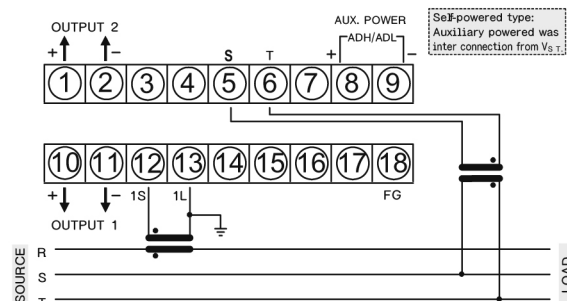 OUTPUT 2
AUX. POWER
ADH/ADL
Self-powered type:
Auxiliary powered was
inter connection from VS T.
+ − S T + −
1 2 3 4 5 6 7 8 9
10 11 12 13 14 15 16 17 18
+ − 1S 1L FG
OUTPUT 1
SOURCE
R
S
T
LOAD